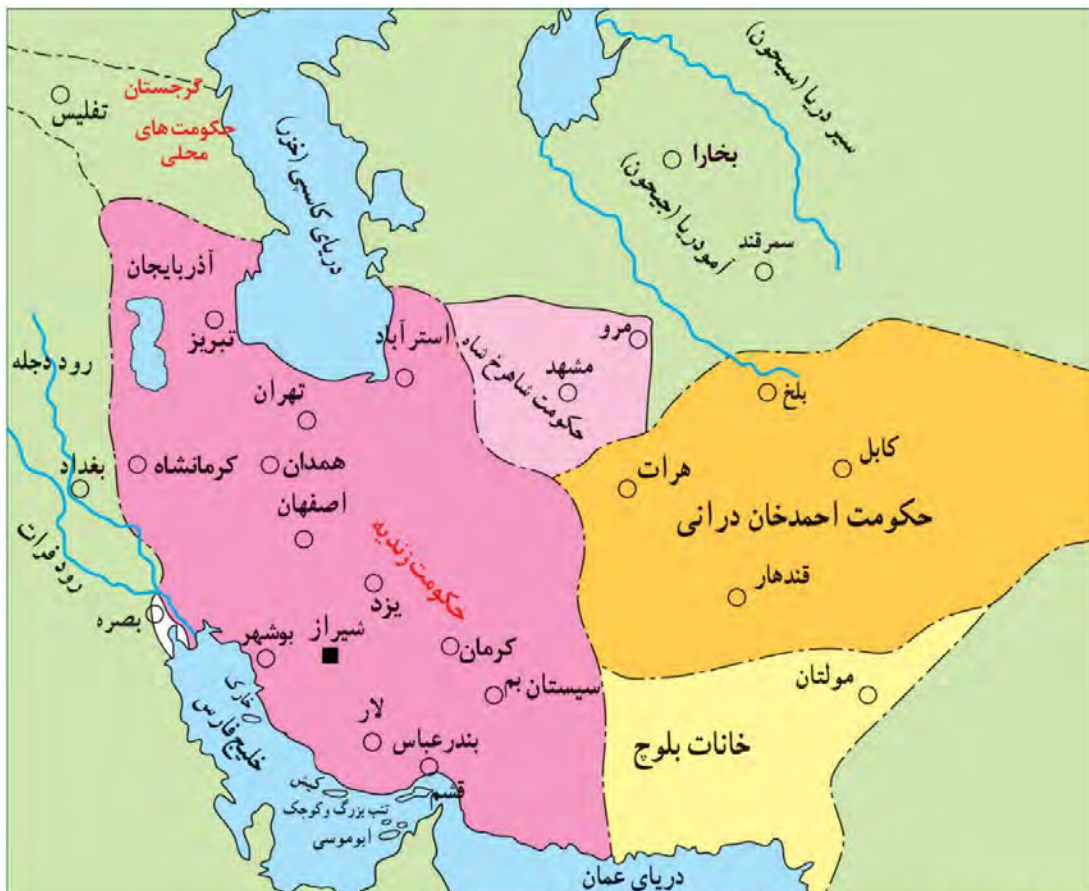 گرجستان
تفلیس
حکومت های
محلی
دریای کاسپی (خزر)
سیر دریا (سیحون)
بخارا
آمودریا (جیحون)
سمرقند
آذربایجان
تبریز
استرآباد
مرو
مشهد
حکومت شاهرخ شاه
رود دجله
تهران
بلخ
بغداد
کرمانشاه
همدان
هرات
کابل
اصفهان
حکومت احمدخان درانی
رود فرات
حکومت زندیه
یزد
قندهار
بصره
بوشهر
شیراز
کرمان
سیستان
بم
مولتان
خارک
خلیج فارس
لار
بندرعباس
خانات بلوچ
کیش
قشم
تنب بزرگ و کوچک
ابوموسی
دریای عمان